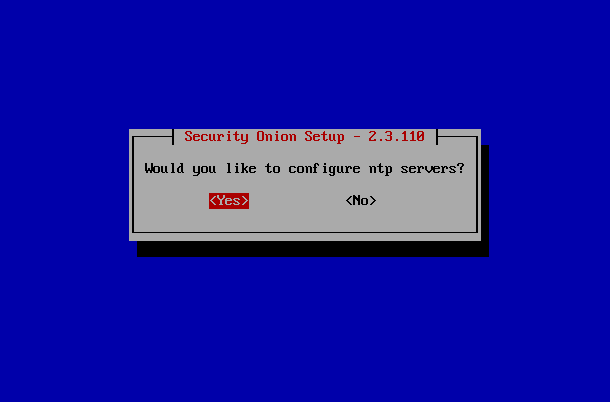 Security Onion Setup - 2.3.110
Would you like to configure ntp servers?
<Yes> <No>